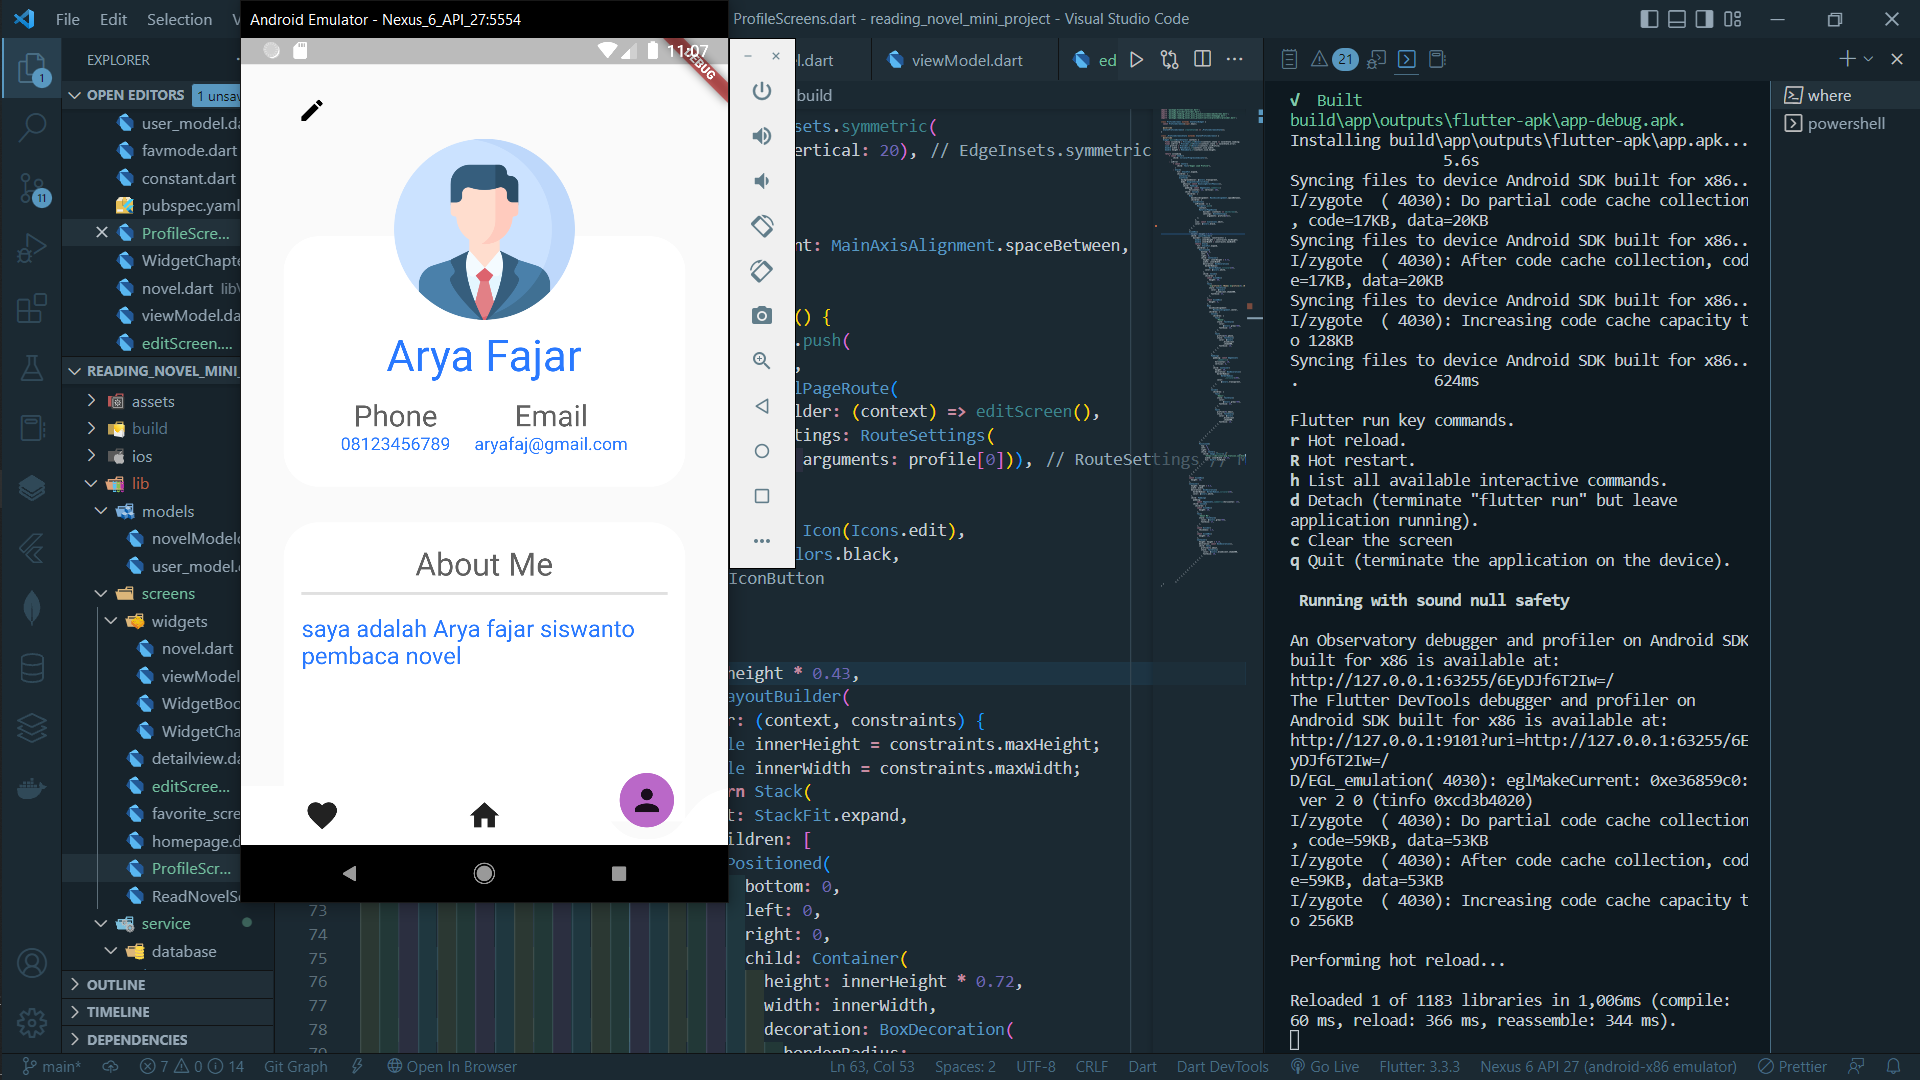 File
Edit
Selection
Android Emulator - Nexus_6_API_27:5554
ProfileScreens.dart - reading_novel_mini_project - Visual Studio Code
EXPLORER
OPEN EDITORS
1 unsav
user_model.da
favmode.dart
constant.dart
pubspec.yaml
ProfileScre...
WidgetChapte
novel.dart lib\
viewModel.da
editScreen....
READING_NOVEL_MINI_
assets
build
ios
lib
models
novelModel
user_model.
screens
widgets
novel.dart
viewModel
WidgetBoo
WidgetCha
detailview.da
editScree...
favorite_scre
homepage.d
ProfileScr...
ReadNovelS
service
database
OUTLINE
TIMELINE
DEPENDENCIES
1
11
11:07
DEBUG
Arya Fajar
Phone
Email
08123456789
aryafaj@gmail.com
About Me
saya adalah Arya fajar siswanto
pembaca novel
l.dart
viewModel.dart
ed
build
sets.symmetric(
ertical: 20), // EdgeInsets.symmetric
nt: MainAxisAlignment.spaceBetween,
() {
.push(
,
lPageRoute(
lder: (context) => editScreen(),
tings: RouteSettings(
arguments: profile[0])), // RouteSettings // M
Icon(Icons.edit),
lors.black,
IconButton
height * 0.43,
ayoutBuilder(
r: (context, constraints) {
le innerHeight = constraints.maxHeight;
le innerWidth = constraints.maxWidth;
rn Stack(
t: StackFit.expand,
ildren: [
Positioned(
bottom: 0,
73 left: 0,
74 right: 0,
75 child: Container(
76 height: innerHeight * 0.72,
77 width: innerWidth,
78 decoration: BoxDecoration(
79 borderRadius:
21
where
powershell
√ Built
build\app\outputs\flutter-apk\app-debug.apk.
Installing build\app\outputs\flutter-apk\app.apk...
5.6s
Syncing files to device Android SDK built for x86..
I/zygote ( 4030): Do partial code cache collection
, code=17KB, data=20KB
Syncing files to device Android SDK built for x86..
I/zygote ( 4030): After code cache collection, cod
e=17KB, data=20KB
Syncing files to device Android SDK built for x86..
I/zygote ( 4030): Increasing code cache capacity t
o 128KB
Syncing files to device Android SDK built for x86..
. 624ms
Flutter run key commands.
r Hot reload.
R Hot restart.
h List all available interactive commands.
d Detach (terminate "flutter run" but leave
application running).
c Clear the screen
q Quit (terminate the application on the device).
Running with sound null safety
An Observatory debugger and profiler on Android SDK
built for x86 is available at:
http://127.0.0.1:63255/6EyDJf6T2Iw=/
The Flutter DevTools debugger and profiler on
Android SDK built for x86 is available at:
http://127.0.0.1:9101?uri=http://127.0.0.1:63255/6E
yDJf6T2Iw=/
D/EGL_emulation( 4030): eglMakeCurrent: 0xe36859c0:
ver 2 0 (tinfo 0xcd3b4020)
I/zygote ( 4030): Do partial code cache collection
, code=59KB, data=53KB
I/zygote ( 4030): After code cache collection, cod
e=59KB, data=53KB
I/zygote ( 4030): Increasing code cache capacity t
o 256KB
Performing hot reload...
Reloaded 1 of 1183 libraries in 1,006ms (compile:
60 ms, reload: 366 ms, reassemble: 344 ms).
main*
7
0
14
Git Graph
Open In Browser
Ln 63, Col 53
Spaces: 2
UTF-8
CRLF
Dart
Dart DevTools
Go Live
Flutter: 3.3.3
Nexus 6 API 27 (android-x86 emulator)
Prettier